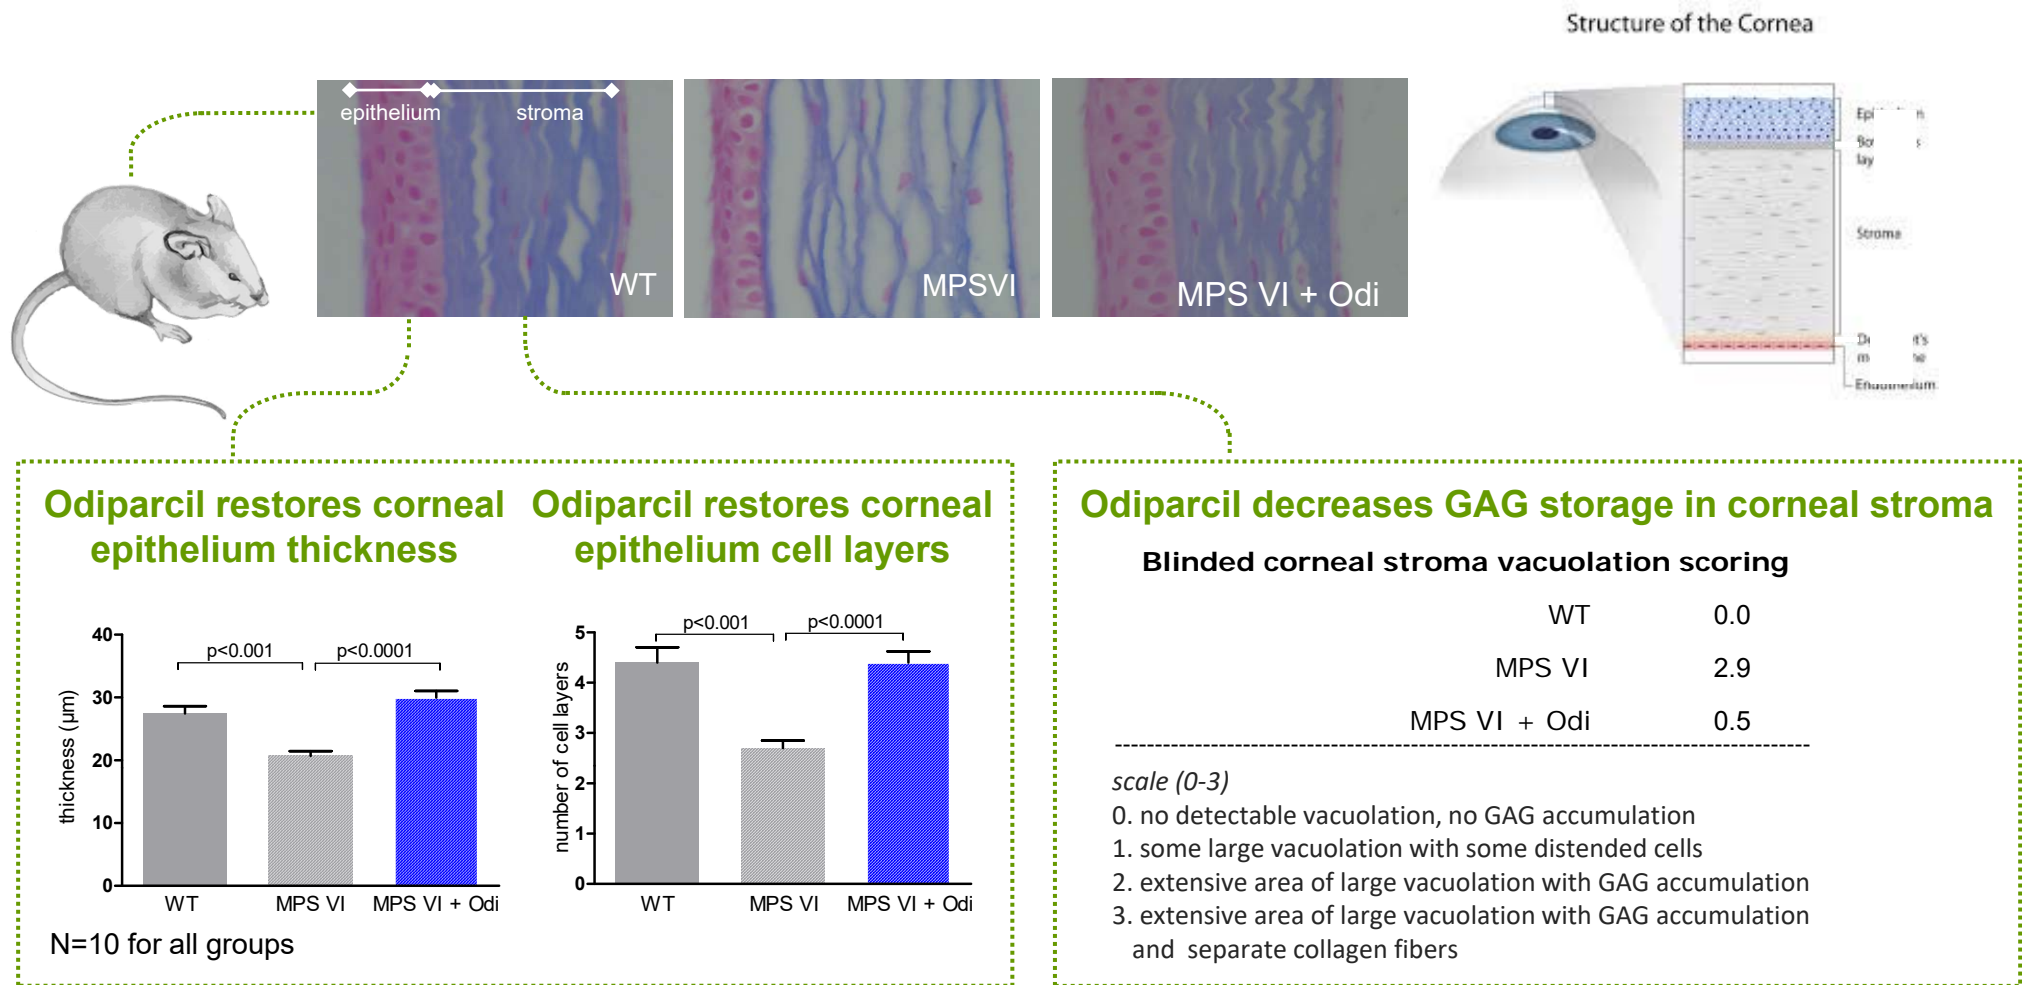 Structure of the Cornea
epithelium
stroma
WT
MPSVI
MPS VI + Odi
Stroma
Endothelium
Odiparcil restores corneal
epithelium thickness
Odiparcil restores corneal
epithelium cell layers
Odiparcil decreases GAG storage in corneal stroma
thickness (µm)
40
30
20
10
0
p<0.001
p<0.0001
WT
MPS VI
MPS VI + Odi
number of cell layers
5
4
3
2
1
0
p<0.001
p<0.0001
WT
MPS VI
MPS VI + Odi
N=10 for all groups
Blinded corneal stroma vacuolation scoring
WT 0.0
MPS VI 2.9
MPS VI + Odi 0.5
scale (0-3)
0. no detectable vacuolation, no GAG accumulation
1. some large vacuolation with some distended cells
2. extensive area of large vacuolation with GAG accumulation
3. extensive area of large vacuolation with GAG accumulation
and separate collagen fibers